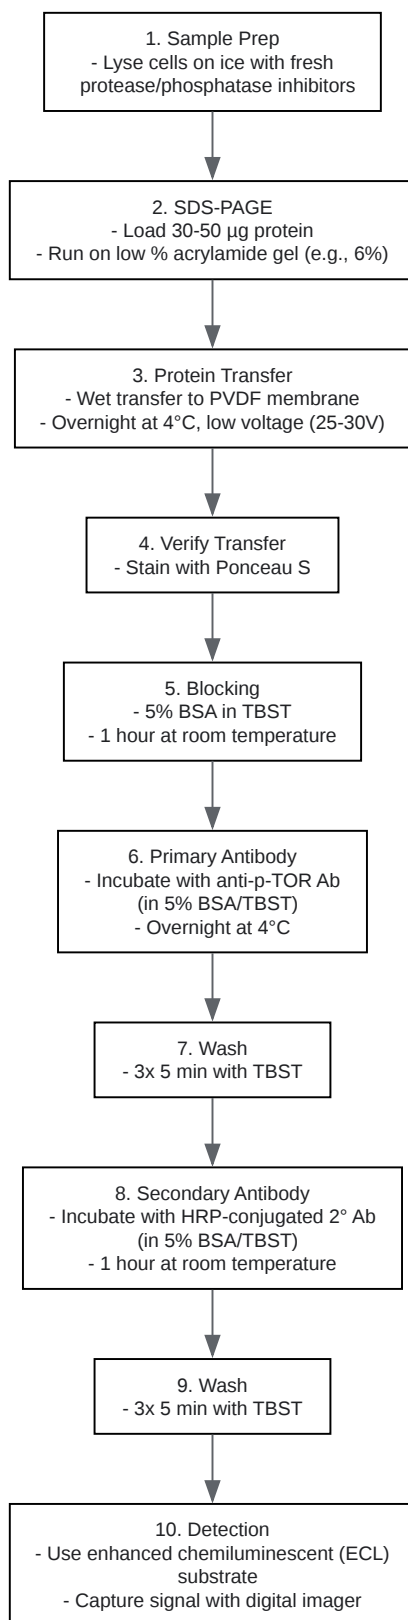 1. Sample Prep
- Lyse cells on ice with fresh
protease/phosphatase inhibitors
2. SDS-PAGE
- Load 30-50 µg protein
- Run on low % acrylamide gel (e.g., 6%)
3. Protein Transfer
- Wet transfer to PVDF membrane
- Overnight at 4°C, low voltage (25-30V)
4. Verify Transfer
- Stain with Ponceau S
5. Blocking
- 5% BSA in TBST
- 1 hour at room temperature
6. Primary Antibody
- Incubate with anti-p-TOR Ab
(in 5% BSA/TBST)
- Overnight at 4°C
7. Wash
- 3x 5 min with TBST
8. Secondary Antibody
- Incubate with HRP-conjugated 2° Ab
(in 5% BSA/TBST)
- 1 hour at room temperature
9. Wash
- 3x 5 min with TBST
10. Detection
- Use enhanced chemiluminescent (ECL)
substrate
- Capture signal with digital imager